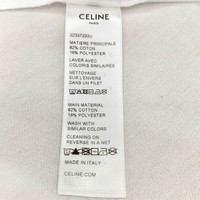 CELINE
PARIS
MATIERE PRINCIPALE
82% COTON
18% POLYESTER
LAVER AVEC
COLORIS SIMILAIRES
NETTOYAGE
SUR L'ENVERS
DANS UN FILET
MAIN MATERIAL
82% COTTON
18% POLYESTER
WASH WITH
SIMILAR COLORS
CLEANING ON
REVERSE IN A NET
MADE IN ITALY
CELINE.COM